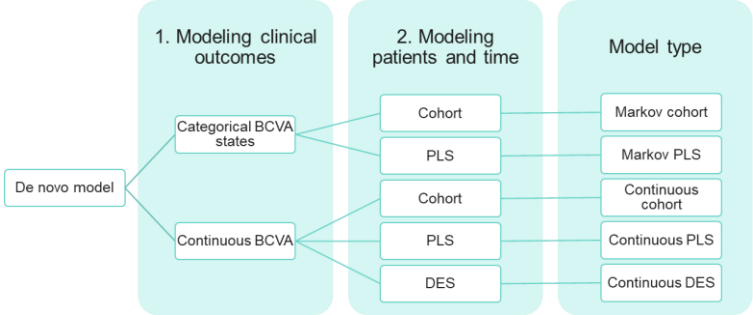 1. Modeling clinical
outcomes
2. Modeling
patients and time
Model type
De novo model
Categorical BCVA
states
Continuous BCVA
Cohort
PLS
Cohort
PLS
DES
Markov cohort
Markov PLS
Continuous
cohort
Continuous PLS
Continuous DES